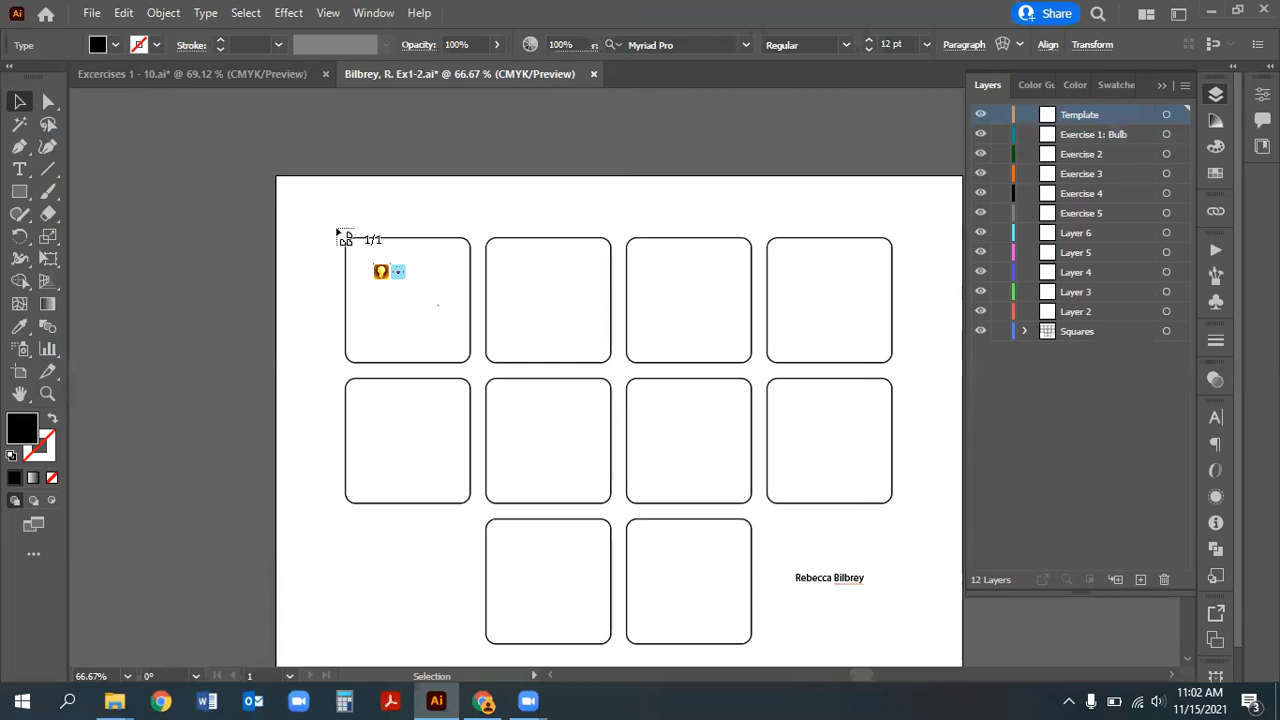 File Edit Object Type Select Effect View Window Help Share
Type Stroke: Opacity: 100% 100% Myriad Pro Regular 12 pt Paragraph Align Transform
Excercises 1 - 10.ai* @ 69.12 % (CMYK/Preview) × Bilbrey, R. Ex1-2.ai* @ 66.67 % (CMYK/Preview) ×
Layers Color Gu Color Swatche
Template
Exercise 1: Bulb
Exercise 2
Exercise 3
Exercise 4
Exercise 5
Layer 6
Layer 5
Layer 4
Layer 3
Layer 2
Squares
1/1
Rebecca Bilbrey
12 Layers
66.67% 0° 1 Selection
11:02 AM
11/15/2021
3